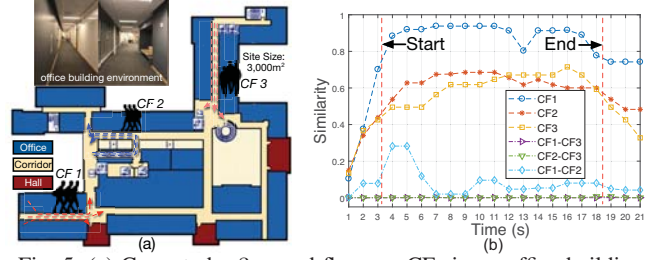 office building environment
Site Size:
3,000m²
CF 3
CF 2
Office
Corridor
Hall
CF 1
(a)
Similarity
1
0.8
0.6
0.4
0.2
0
Start
End
CF1
CF2
CF3
CF1-CF3
CF2-CF3
CF1-CF2
1 2 3 4 5 6 7 8 9 10 11 12 13 14 15 16 17 18 19 20 21
Time (s)
(b)